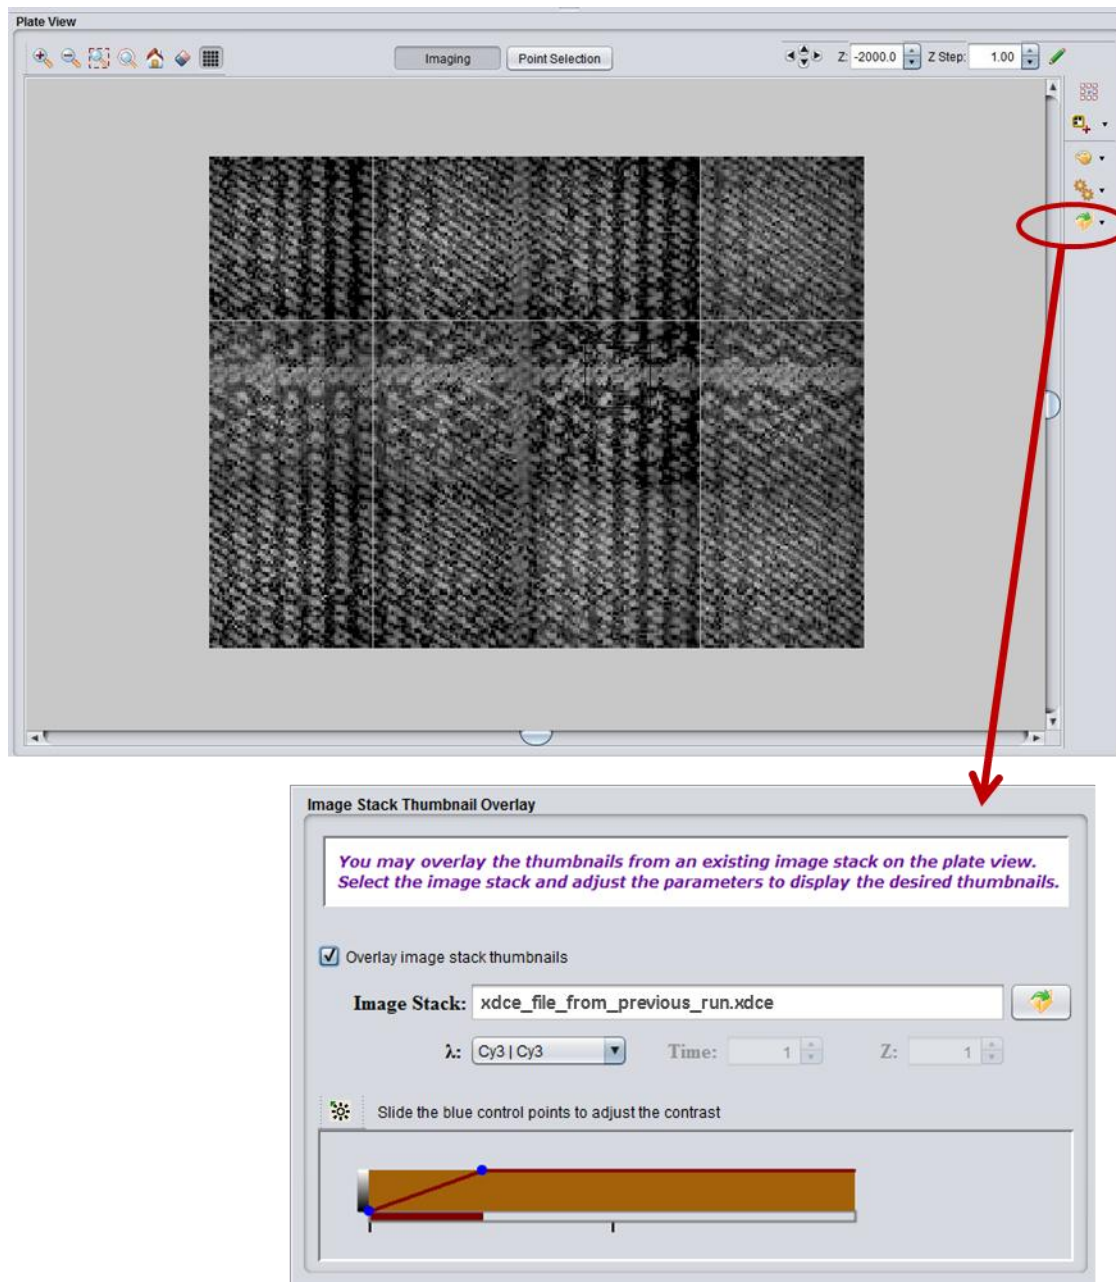 Plate View
Imaging Point Selection Z: -2000.0 Z Step: 1.00
Image Stack Thumbnail Overlay
You may overlay the thumbnails from an existing image stack on the plate view.
Select the image stack and adjust the parameters to display the desired thumbnails.
Overlay image stack thumbnails
Image Stack: xdce_file_from_previous_run.xdce
λ: Cy3 | Cy3 Time: 1 Z: 1
Slide the blue control points to adjust the contrast